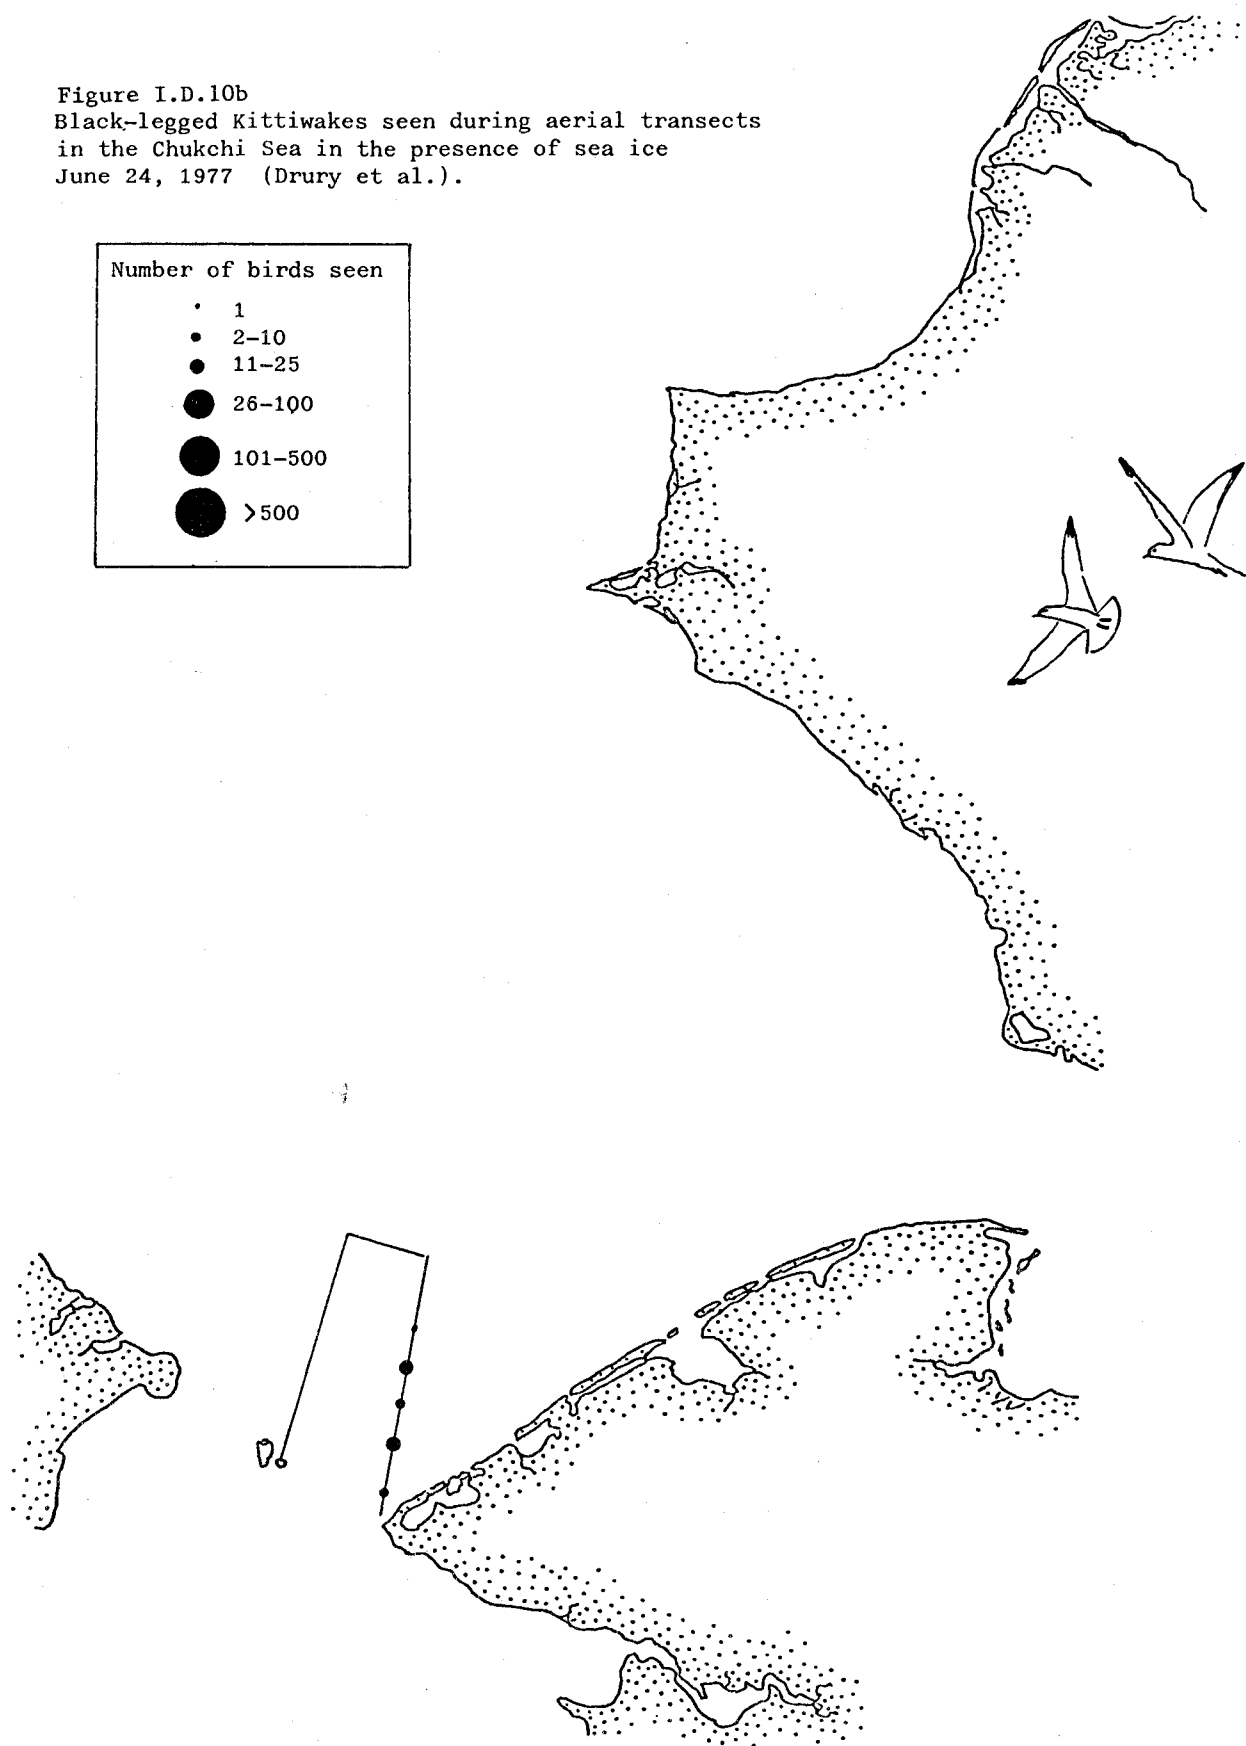 Figure I.D.10b
Black-legged Kittiwakes seen during aerial transects
in the Chukchi Sea in the presence of sea ice
June 24, 1977 (Drury et al.).
Number of birds seen
1
2-10
11-25
26-100
101-500
>500